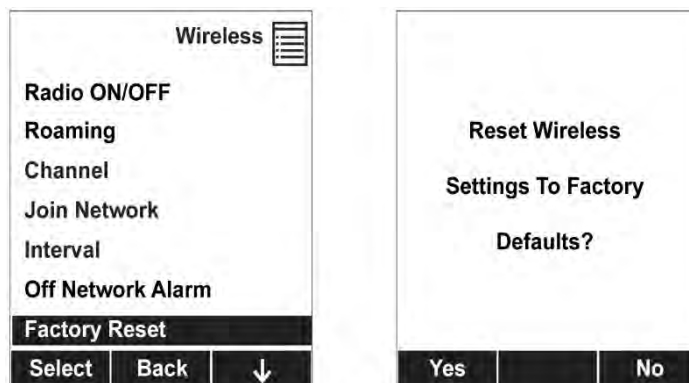 Wireless
Radio ON/OFF
Roaming
Channel
Join Network
Interval
Off Network Alarm
Factory Reset
Select Back ↓
Reset Wireless
Settings To Factory
Defaults?
Yes No